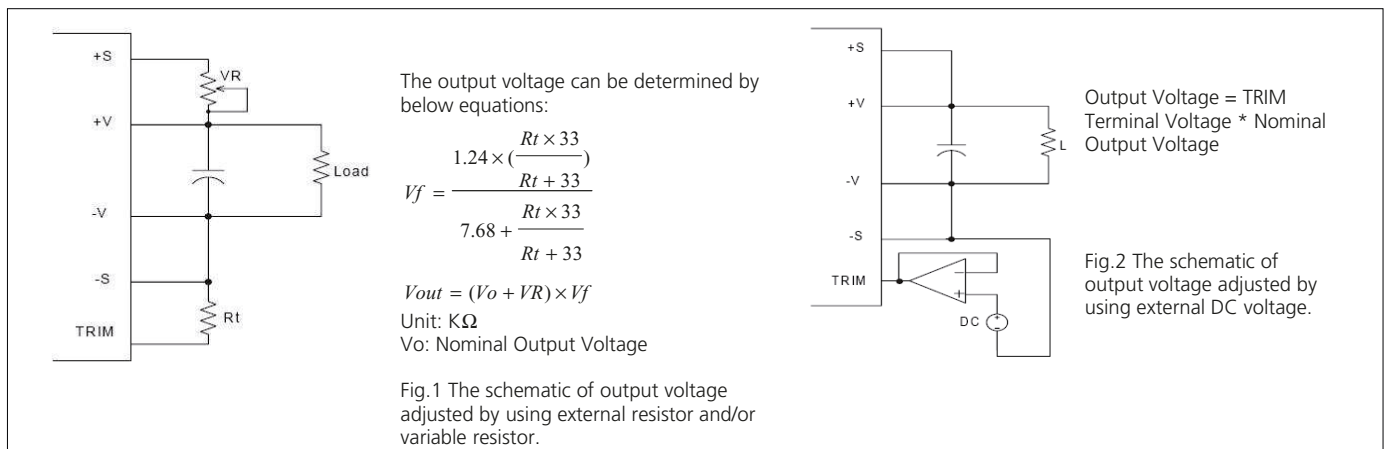 +S
VR
+V
Load
-V
-S
Rt
TRIM
The output voltage can be determined by
below equations:
Vf = 1.24 × (Rt × 33 / Rt + 33) / 7.68 + Rt × 33 / Rt + 33
Vout = (Vo + VR) × Vf
Unit: KΩ
Vo: Nominal Output Voltage
Fig.1 The schematic of output voltage
adjusted by using external resistor and/or
variable resistor.
+S
+V
L
-V
-S
TRIM
DC
Output Voltage = TRIM
Terminal Voltage * Nominal
Output Voltage
Fig.2 The schematic of
output voltage adjusted by
using external DC voltage.